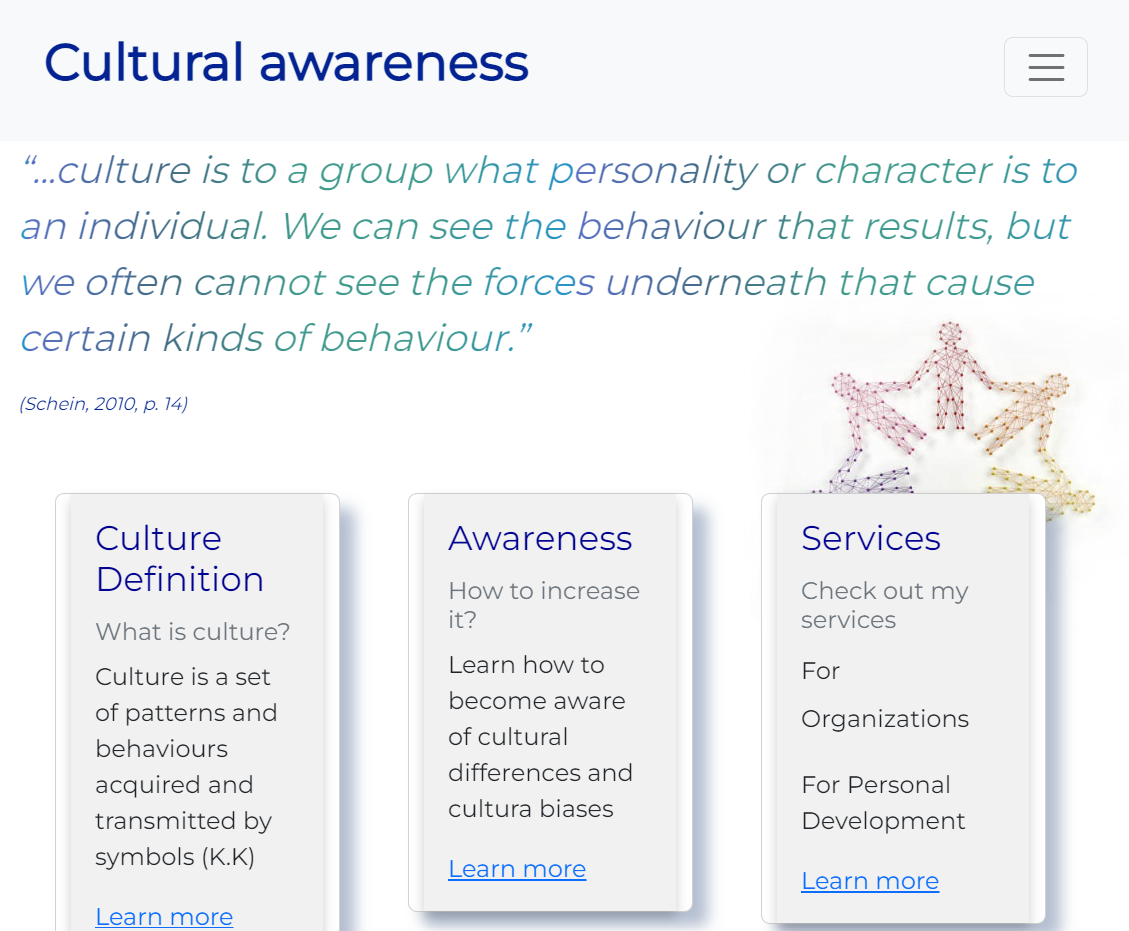 Cultural awareness
“...culture is to a group what personality or character is to
an individual. We can see the behaviour that results, but
we often cannot see the forces underneath that cause
certain kinds of behaviour.”
(Schein, 2010, p. 14)
Culture
Definition
What is culture?
Culture is a set
of patterns and
behaviours
acquired and
transmitted by
symbols (K.K)
Learn more
Awareness
How to increase
it?
Learn how to
become aware
of cultural
differences and
cultura biases
Learn more
Services
Check out my
services
For
Organizations
For Personal
Development
Learn more